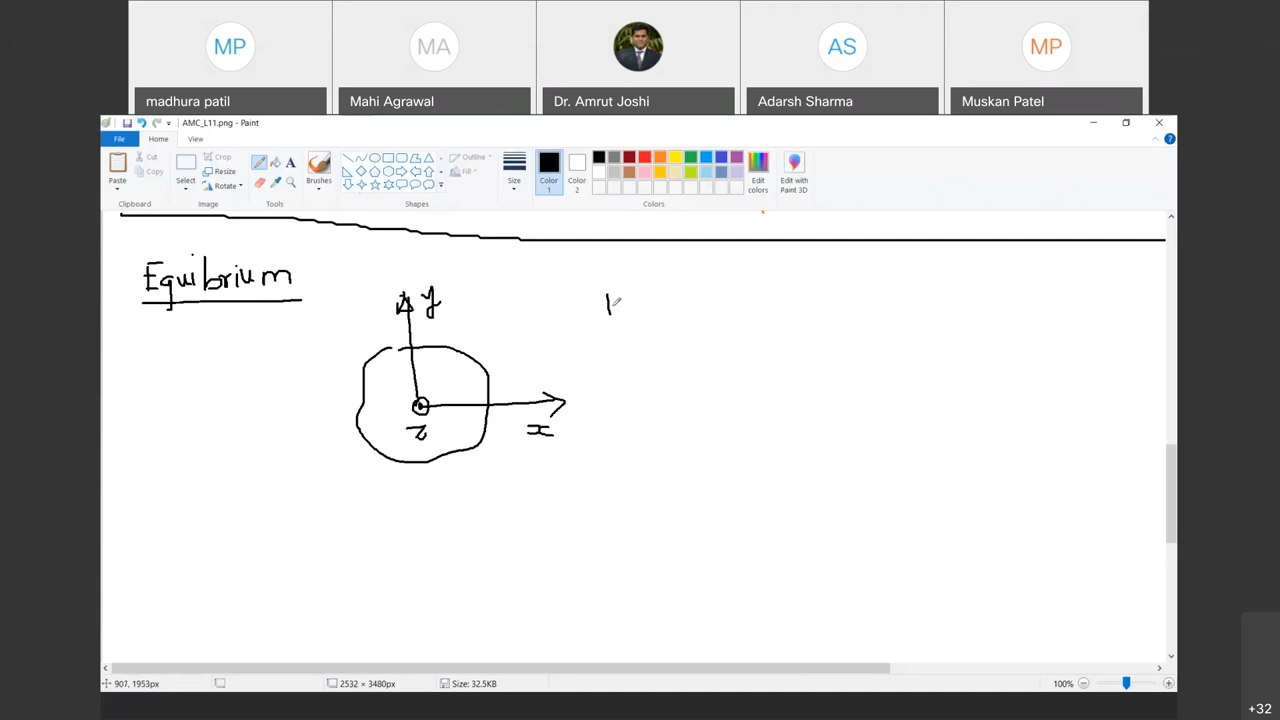 MP
MA
AS
MP
madhura patil
Mahi Agrawal
Dr. Amrut Joshi
Adarsh Sharma
Muskan Patel
AMC_L11.png - Paint
File
Home
View
Paste
Cut
Copy
Clipboard
Select
Crop
Resize
Rotate
Image
A
Tools
Brushes
Shapes
Outline
Fill
Size
Color
1
Color
2
Edit
colors
Edit with
Paint 3D
Colors
Equibrium
y
z
x
907, 1953px
2532 × 3480px
Size: 32.5KB
100%
+32